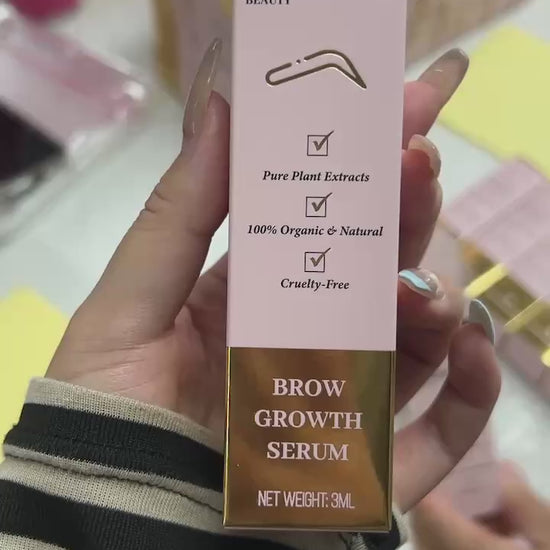 BEAUTY
Pure Plant Extracts
100% Organic & Natural
Cruelty-Free
BROW
GROWTH
SERUM
NET WEIGHT: 3ML